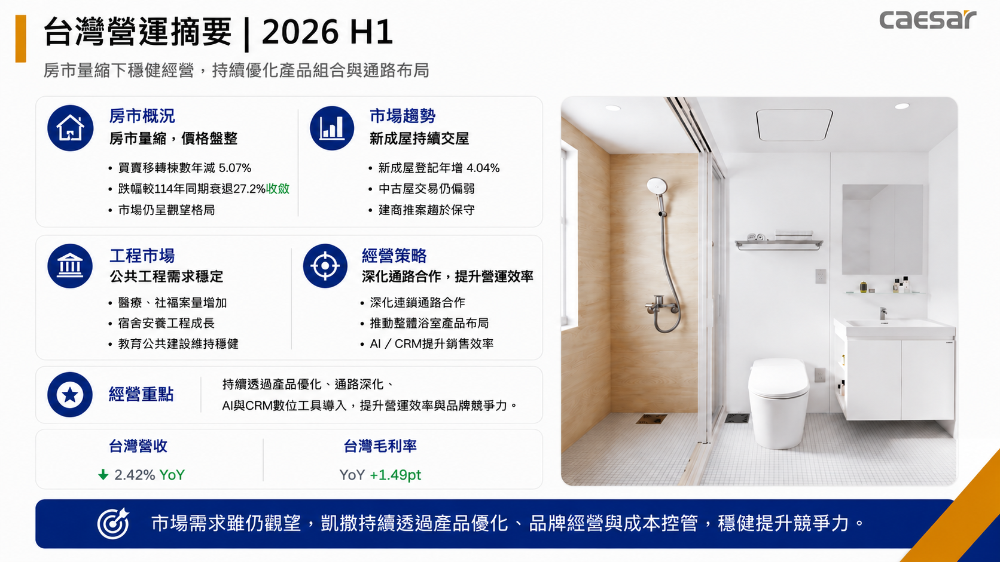 台灣營運摘要 | 2026 H1
caesar
房市量縮下穩健經營，持續優化產品組合與通路布局
房市概況
房市量縮，價格盤整
• 買賣移轉棟數年減 5.07%
• 跌幅較114年同期衰退27.2%收斂
• 市場仍呈觀望格局
市場趨勢
新成屋持續交屋
• 新成屋登記年增 4.04%
• 中古屋交易仍偏弱
• 建商推案趨於保守
工程市場
公共工程需求穩定
• 醫療、社福案量增加
• 宿舍安養工程成長
• 教育公共建設維持穩健
經營策略
深化通路合作，提升營運效率
• 深化連鎖通路合作
• 推動整體浴室產品布局
• AI／CRM提升銷售效率
經營重點
持續透過產品優化、通路深化、
AI與CRM數位工具導入，提升營運效率與品牌競爭力。
台灣營收
↓ 2.42% YoY
台灣毛利率
YoY +1.49pt
市場需求雖仍觀望，凱撒持續透過產品優化、品牌經營與成本控管，穩健提升競爭力。